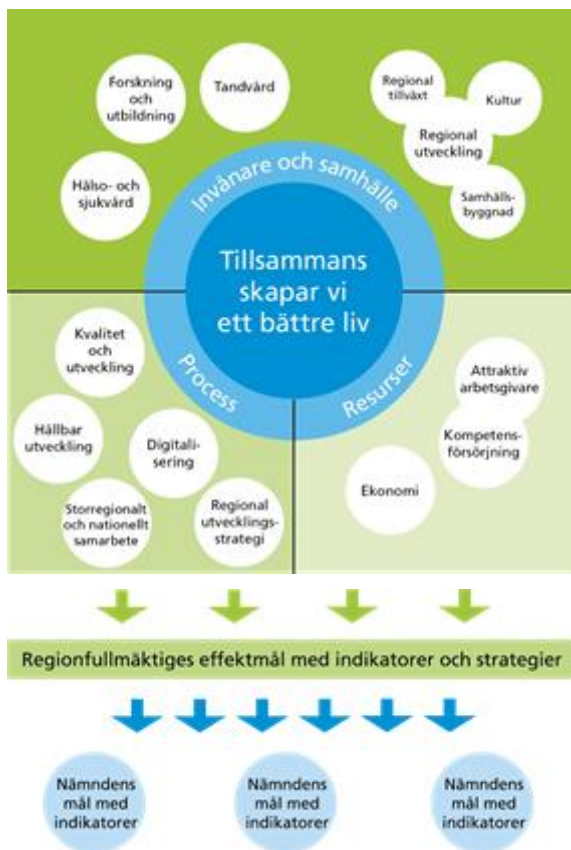 Forskning
och
utbildning
Tandvård
Hälso- och
sjukvård
Regional
tillväxt
Kultur
Regional
utveckling
Samhälls-
byggnad
Invånare och samhälle
Tillsammans
skapar vi
ett bättre liv
Process
Resurser
Kvalitet
och
utveckling
Hållbar
utveckling
Digitali-
sering
Storregionalt
och nationellt
samarbete
Regional
utvecklings-
strategi
Attraktiv
arbetsgivare
Kompetens-
försörjning
Ekonomi
Regionfullmäktiges effektmål med indikatorer och strategier
Nämndens
mål med
indikatorer
Nämndens
mål med
indikatorer
Nämndens
mål med
indikatorer